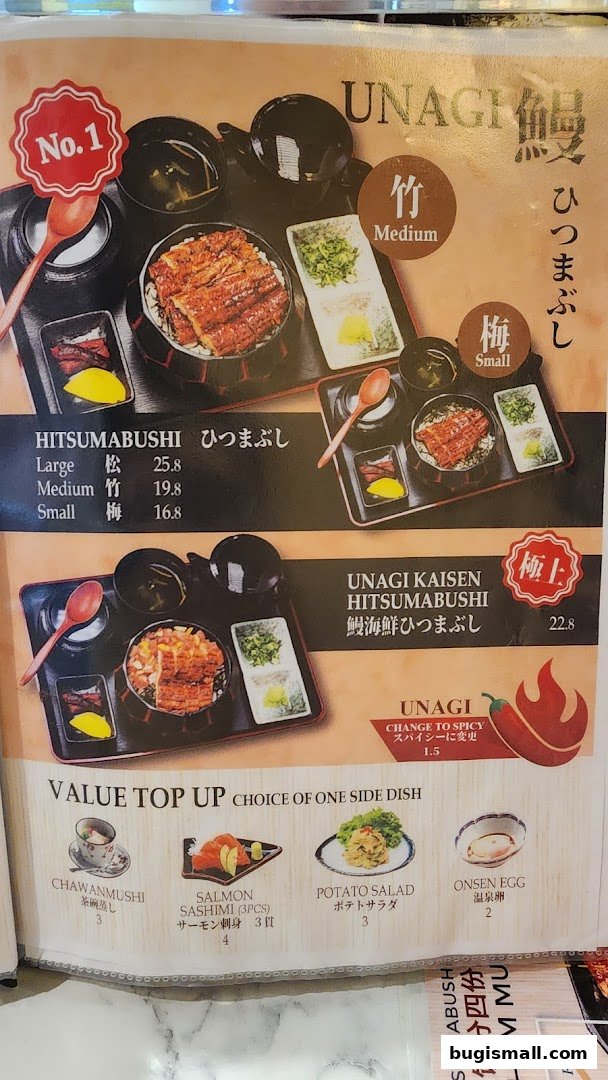 No.1
UNAGI 鰻
ひつまぶし
竹
Medium
梅
Small
HITSUMABUSHI ひつまぶし
Large 松 25.8
Medium 竹 19.8
Small 梅 16.8
極上
UNAGI KAISEN
HITSUMABUSHI
鰻海鮮ひつまぶし 22.8
UNAGI
CHANGE TO SPICY
スパイシーに変更
1.5
VALUE TOP UP CHOICE OF ONE SIDE DISH
CHAWANMUSHI
茶碗蒸し
3
SALMON
SASHIMI (3PCS)
サーモン刺身 3貫
4
POTATO SALAD
ポテトサラダ
3
ONSEN EGG
温泉卵
2
ABUSH
分四份
M MU
bugismall.com